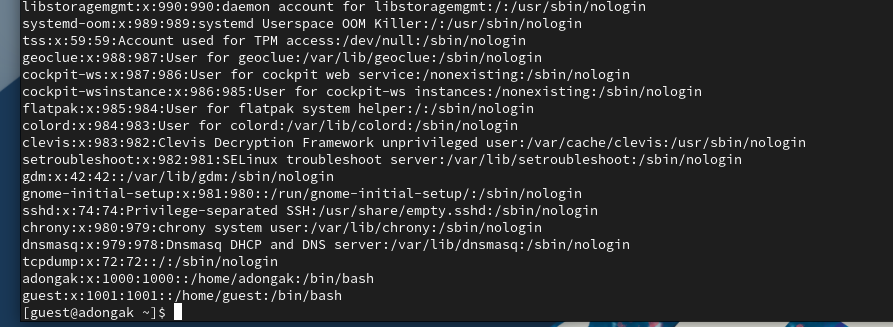 libstoragemgmt:x:990:990:daemon account for libstoragemgmt:/:/usr/sbin/nologin
systemd-oom:x:989:989:systemd Userspace OOM Killer:/:/usr/sbin/nologin
tss:x:59:59:Account used for TPM access:/dev/null:/sbin/nologin
geoclue:x:988:987:User for geoclue:/var/lib/geoclue:/sbin/nologin
cockpit-ws:x:987:986:User for cockpit web service:/nonexisting:/sbin/nologin
cockpit-wsinstance:x:986:985:User for cockpit-ws instances:/nonexisting:/sbin/nologin
flatpak:x:985:984:User for flatpak system helper:/:/sbin/nologin
colord:x:984:983:User for colord:/var/lib/colord:/sbin/nologin
clevis:x:983:982:Clevis Decryption Framework unprivileged user:/var/cache/clevis:/usr/sbin/nologin
setroubleshoot:x:982:981:SELinux troubleshoot server:/var/lib/setroubleshoot:/sbin/nologin
gdm:x:42:42::/var/lib/gdm:/sbin/nologin
gnome-initial-setup:x:981:980::/run/gnome-initial-setup/:/sbin/nologin
sshd:x:74:74:Privilege-separated SSH:/usr/share/empty.sshd:/sbin/nologin
chrony:x:980:979:chrony system user:/var/lib/chrony:/sbin/nologin
dnsmasq:x:979:978:Dnsmasq DHCP and DNS server:/var/lib/dnsmasq:/sbin/nologin
tcpdump:x:72:72::/:/sbin/nologin
adongak:x:1000:1000::/home/adongak:/bin/bash
guest:x:1001:1001::/home/guest:/bin/bash
[guest@adongak ~]$